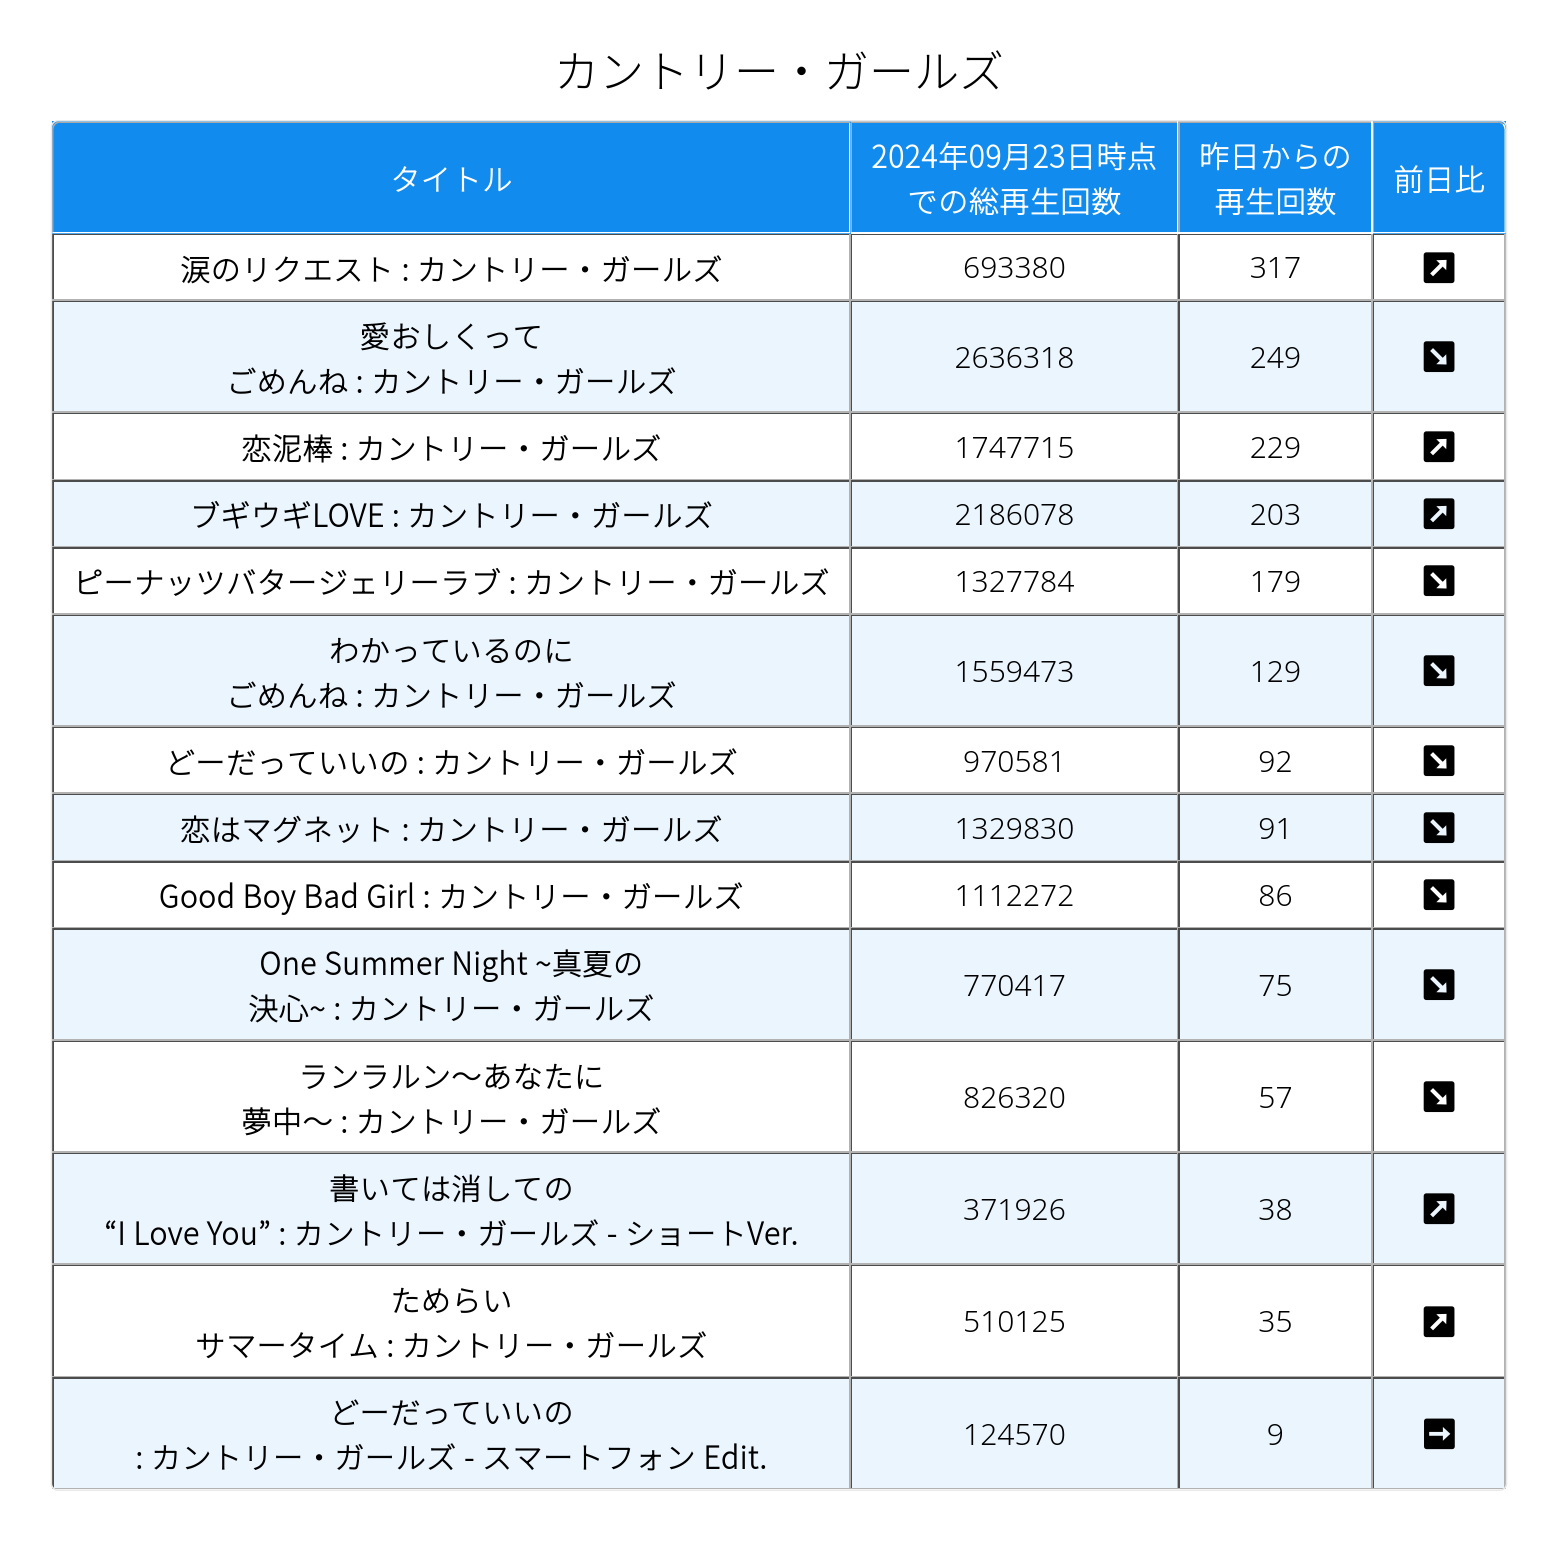 カントリー・ガールズ
タイトル
2024年09月23日時点
での総再生回数
昨日からの
再生回数
前日比
涙のリクエスト : カントリー・ガールズ
693380
317
愛おしくって
ごめんね : カントリー・ガールズ
2636318
249
恋泥棒 : カントリー・ガールズ
1747715
229
ブギウギLOVE : カントリー・ガールズ
2186078
203
ピーナッツバタージェリーラブ : カントリー・ガールズ
1327784
179
わかっているのに
ごめんね : カントリー・ガールズ
1559473
129
どーだっていいの : カントリー・ガールズ
970581
92
恋はマグネット : カントリー・ガールズ
1329830
91
Good Boy Bad Girl : カントリー・ガールズ
1112272
86
One Summer Night ~真夏の
決心~ : カントリー・ガールズ
770417
75
ランラルン〜あなたに
夢中〜 : カントリー・ガールズ
826320
57
書いては消しての
“I Love You” : カントリー・ガールズ - ショートVer.
371926
38
ためらい
サマータイム : カントリー・ガールズ
510125
35
どーだっていいの
: カントリー・ガールズ - スマートフォン Edit.
124570
9